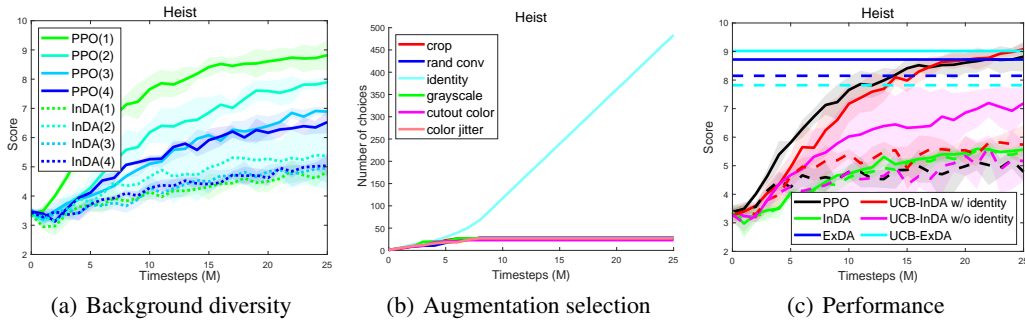 Heist
10
9
8
7
6
5
4
3
2
Score
0 5 10 15 20 25
Timesteps (M)
PPO(1)
PPO(2)
PPO(3)
PPO(4)
InDA(1)
InDA(2)
InDA(3)
InDA(4)
(a) Background diversity
Heist
500
450
400
350
300
250
200
150
100
50
0
Number of choices
0 5 10 15 20 25
Timesteps (M)
crop
rand conv
identity
grayscale
cutout color
color jitter
(b) Augmentation selection
Heist
10
9
8
7
6
5
4
3
2
Score
0 5 10 15 20 25
Timesteps (M)
PPO UCB-InDA w/ identity
InDA UCB-InDA w/o identity
ExDA UCB-ExDA
(c) Performance